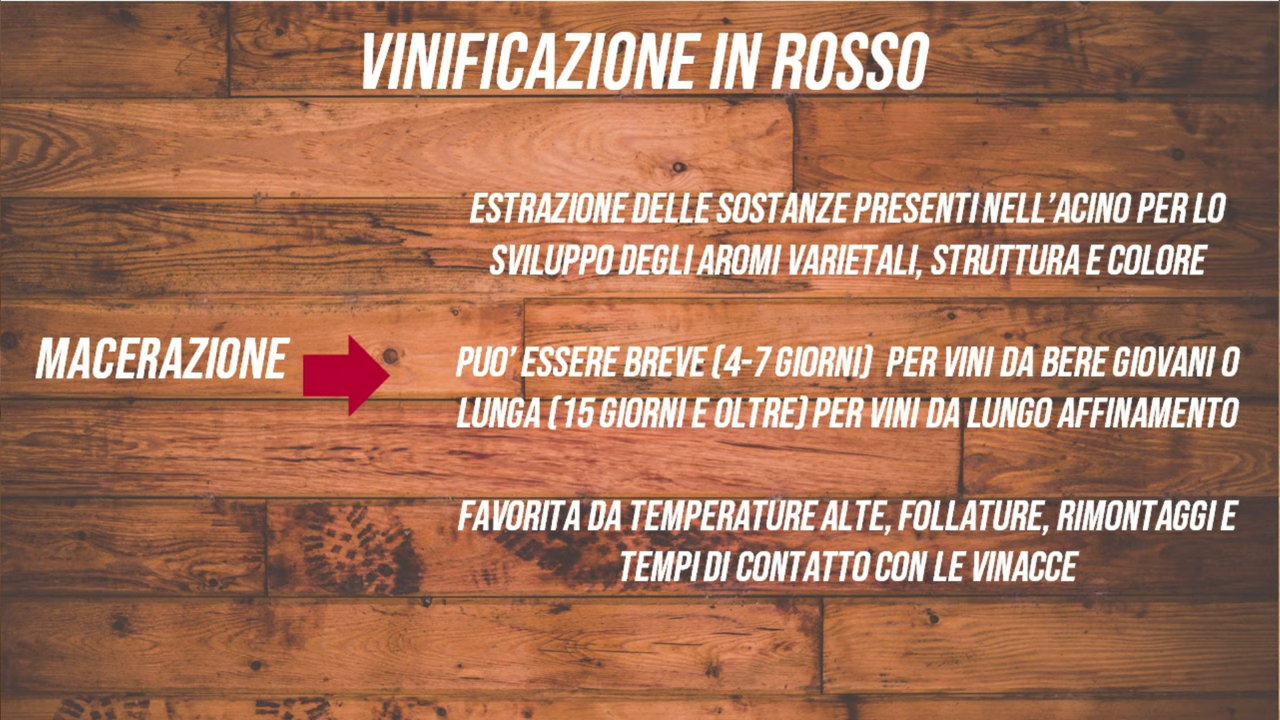 VINIFICAZIONE IN ROSSO
ESTRAZIONE DELLE SOSTANZE PRESENTI NELL'ACINO PER LO
SVILUPPO DEGLI AROMI VARIETALI, STRUTTURA E COLORE
MACERAZIONE
PUO' ESSERE BREVE (4-7 GIORNI) PER VINI DA BERE GIOVANI O
LUNGA (15 GIORNI E OLTRE) PER VINI DA LUNGO AFFINAMENTO
FAVORITA DA TEMPERATURE ALTE, FOLLATURE, RIMONTAGGI E
TEMPI DI CONTATTO CON LE VINACCE